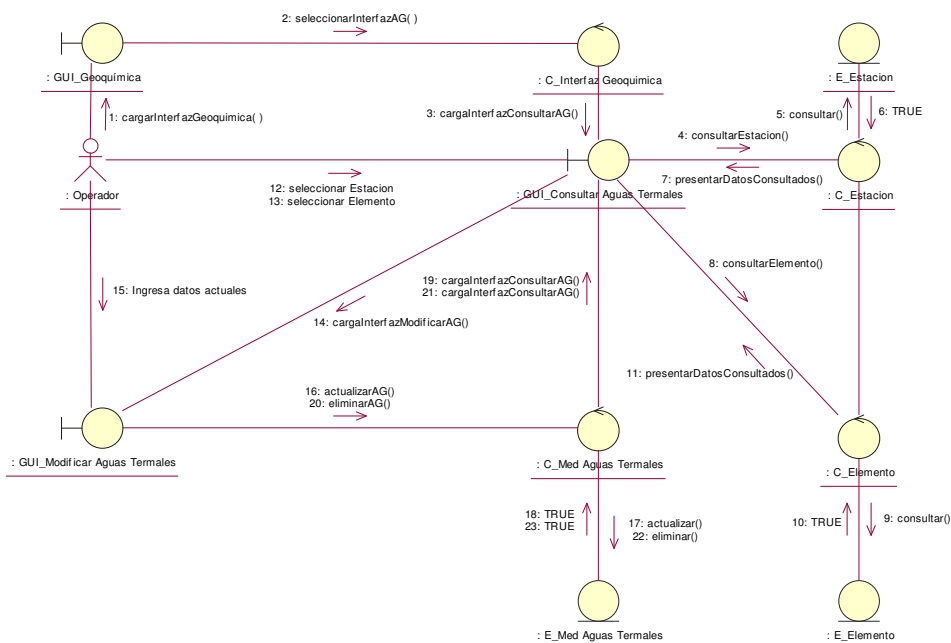 2: seleccionarInterfazAG( )
: GUI_Geoquímica
: C_Interfaz Geoquimica
: E_Estacion
1: cargarInterfazGeoquimica( )
3: cargaInterfazConsultarAG()
5: consultar()
6: TRUE
4: consultarEstacion()
7: presentarDatosConsultados()
: Operador
12: seleccionar Estacion
13: seleccionar Elemento
: GUI_Consultar Aguas Termales
: C_Estacion
8: consultarElemento()
15: Ingresa datos actuales
19: cargaInterfazConsultarAG()
21: cargaInterfazConsultarAG()
14: cargaInterfazModificarAG()
11: presentarDatosConsultados()
16: actualizarAG()
20: eliminarAG()
: GUI_Modificar Aguas Termales
: C_Med Aguas Termales
: C_Elemento
18: TRUE
23: TRUE
17: actualizar()
22: eliminar()
10: TRUE
9: consultar()
: E_Med Aguas Termales
: E_Elemento